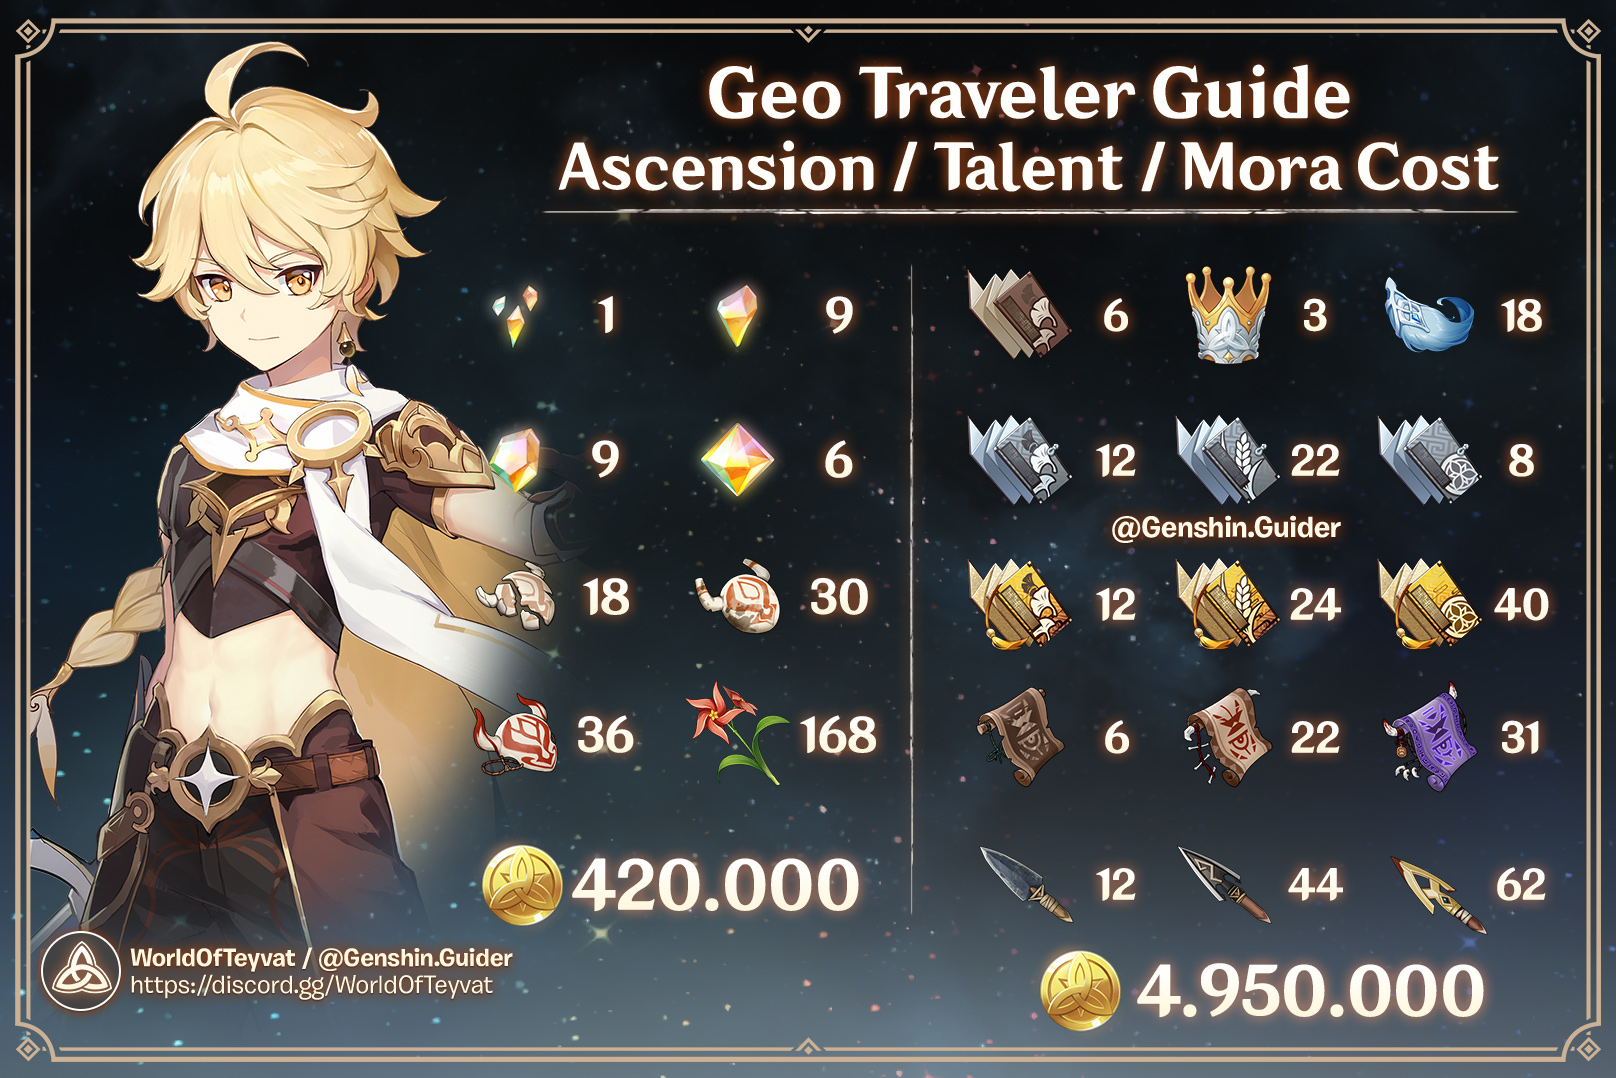 Geo Traveler Guide
Ascension / Talent / Mora Cost
1 9
9 6
18 30
36 168
420.000
6 3 18
12 22 8
@Genshin.Guider
12 24 40
6 22 31
12 44 62
4.950.000
WorldOfTeyvat / @Genshin.Guider
https://discord.gg/WorldOfTeyvat